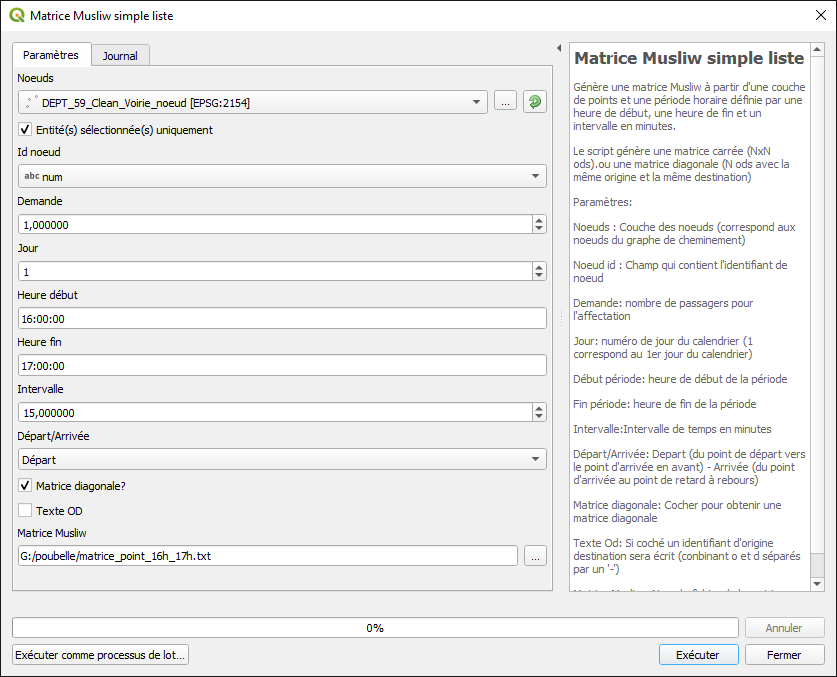 Matrice Musliw simple liste
Paramètres
Journal
Noeuds
DEPT_59_Clean_Voirie_noeud [EPSG:2154]
...
Entité(s) sélectionnée(s) uniquement
Id noeud
abc num
Demande
1,000000
Jour
1
Heure début
16:00:00
Heure fin
17:00:00
Intervalle
15,000000
Départ/Arrivée
Départ
Matrice diagonale?
Texte OD
Matrice Musliw
G:/poubelle/matrice_point_16h_17h.txt
...
Matrice Musliw simple liste
Génère une matrice Musliw à partir d'une couche
de points et une période horaire définie par une
heure de début, une heure de fin et un
intervalle en minutes.
Le script génère une matrice carrée (NxN
ods).ou une matrice diagonale (N ods avec la
même origine et la même destination)
Paramètres:
Noeuds : Couche des noeuds (correspond aux
noeuds du graphe de cheminement)
Noeud id : Champ qui contient l'identifiant de
noeud
Demande: nombre de passagers pour
l'affectation
Jour: numéro de jour du calendrier (1
correspond au 1er jour du calendrier)
Début période: heure de début de la période
Fin période: heure de fin de la période
Intervalle:Intervalle de temps en minutes
Départ/Arrivée: Depart (du point de départ vers
le point d'arrivée en avant) - Arrivée (du point
d'arrivée au point de retard à rebours)
Matrice diagonale: Cocher pour obtenir une
matrice diagonale
Texte Od: Si coché un identifiant d'origine
destination sera écrit (conbinant o et d séparés
par un '-')
0%
Annuler
Exécuter comme processus de lot...
Exécuter
Fermer